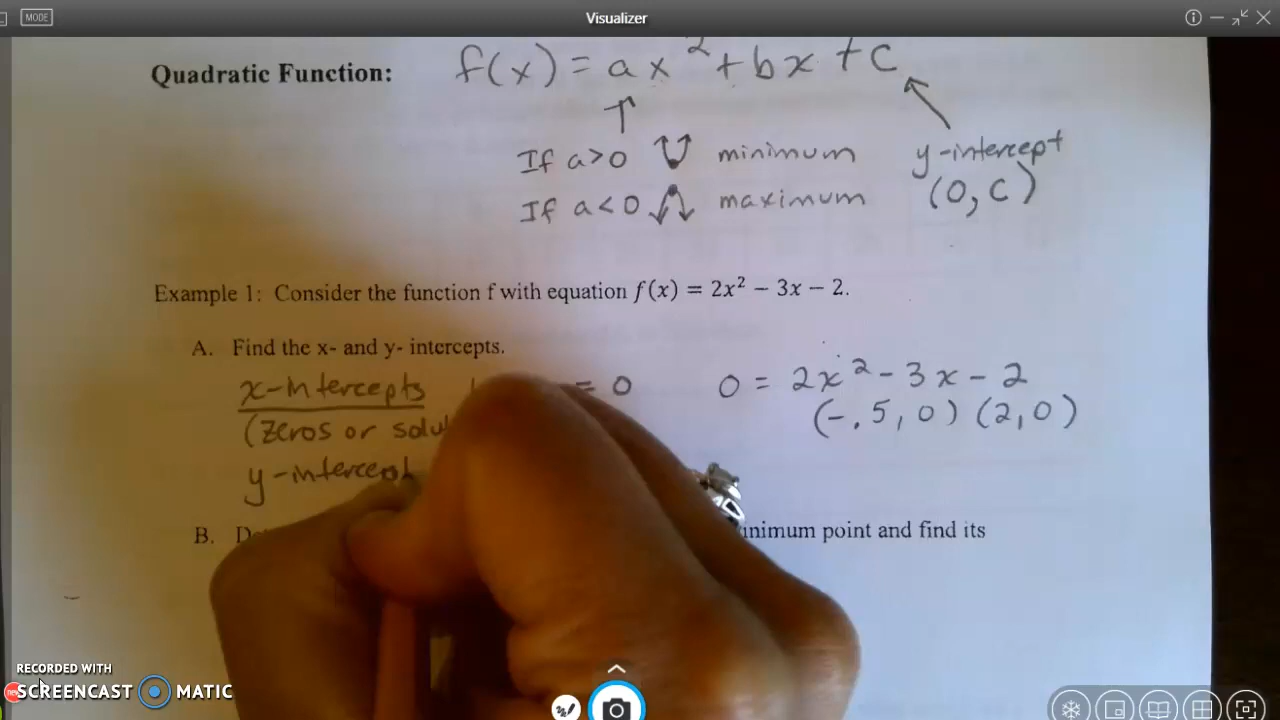 MODE
Visualizer
Quadratic Function: f(x) = ax² + bx + c
If a>0 minimum
If a<0 maximum
y-intercept
(0, c)
Example 1: Consider the function f with equation f(x) = 2x² − 3x − 2.
A. Find the x- and y- intercepts.
x-intercepts = 0 0 = 2x² - 3x - 2
(zeros or (-.5, 0) (2, 0)
y-intercept
B. point and find its
RECORDED WITH
SCREENCAST MATIC